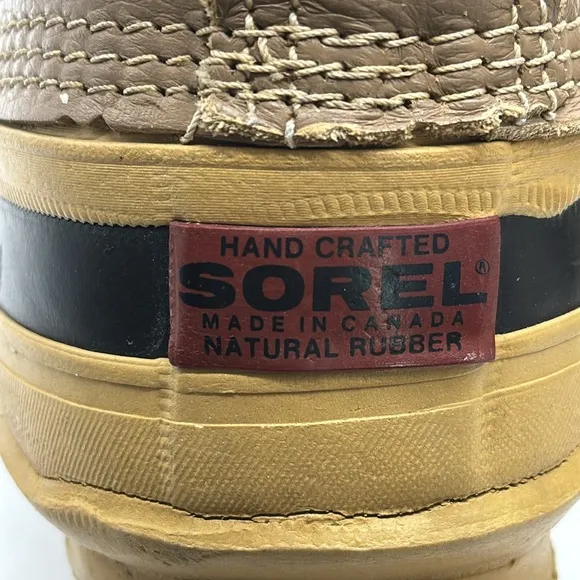 HAND CRAFTED
SOREL®
MADE IN CANADA
NATURAL RUBBER